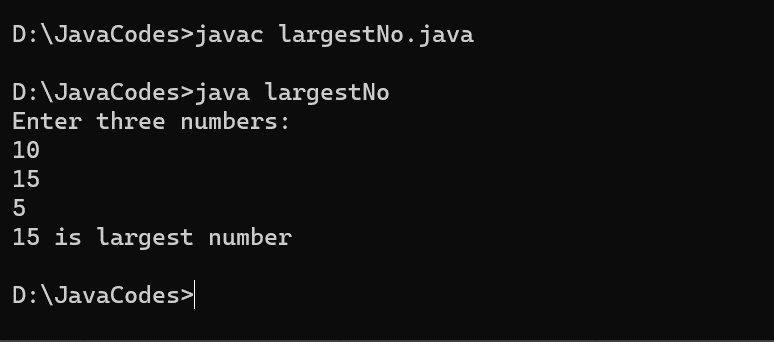 D:\JavaCodes>javac largestNo.java
D:\JavaCodes>java largestNo
Enter three numbers:
10
15
5
15 is largest number
D:\JavaCodes>